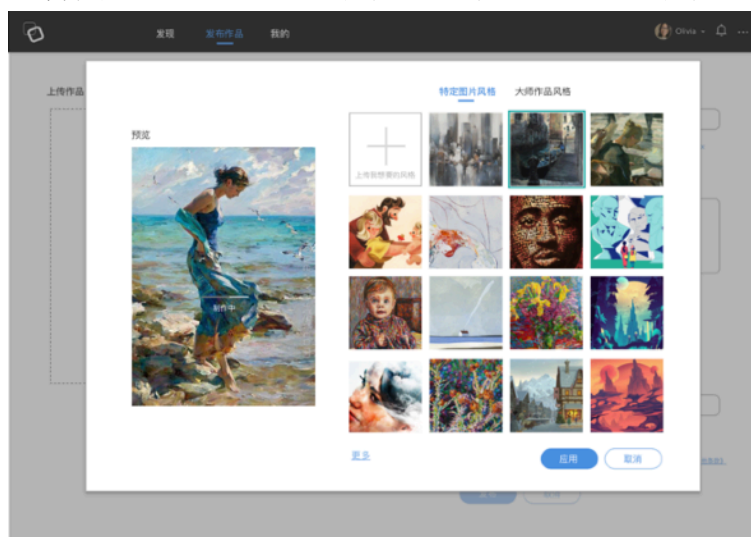 发现 发布作品 我的 Olivia
上传作品
特定图片风格 大师作品风格
预览
上传我想要的风格
制作中
更多 应用 取消